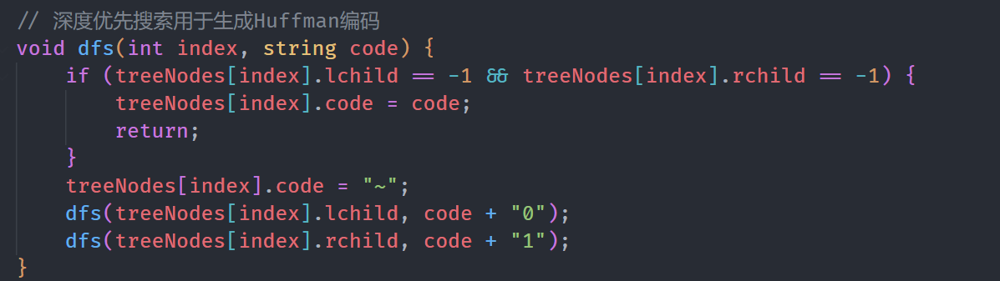 // 深度优先搜索用于生成Huffman编码
void dfs(int index, string code) {
    if (treeNodes[index].lchild == -1 && treeNodes[index].rchild == -1) {
        treeNodes[index].code = code;
        return;
    }
    treeNodes[index].code = "~";
    dfs(treeNodes[index].lchild, code + "0");
    dfs(treeNodes[index].rchild, code + "1");
}